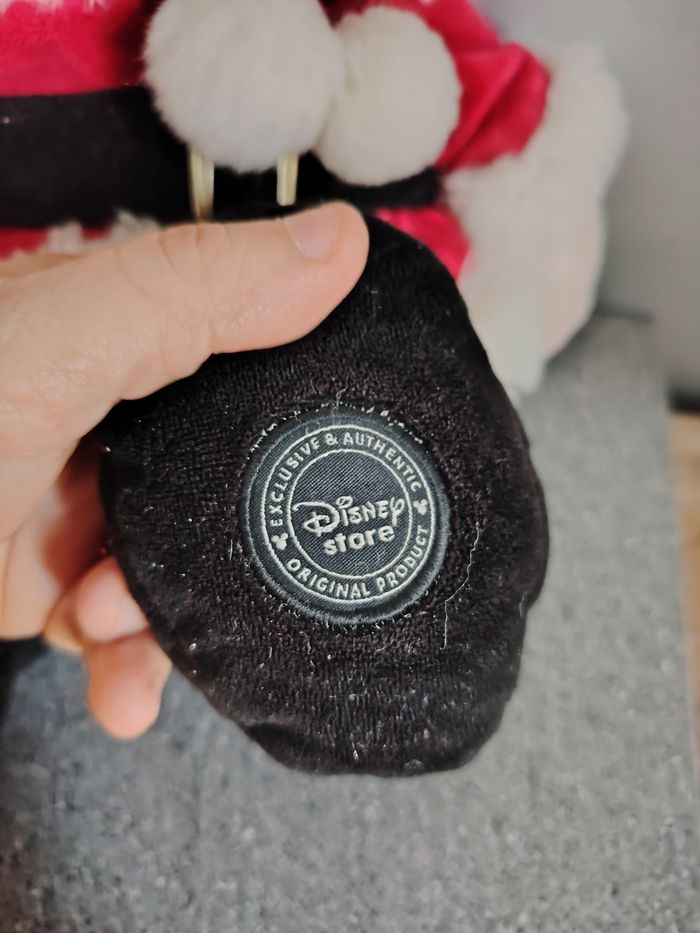 EXCLUSIVE & AUTHENTIC
Disney
store
ORIGINAL PRODUCT